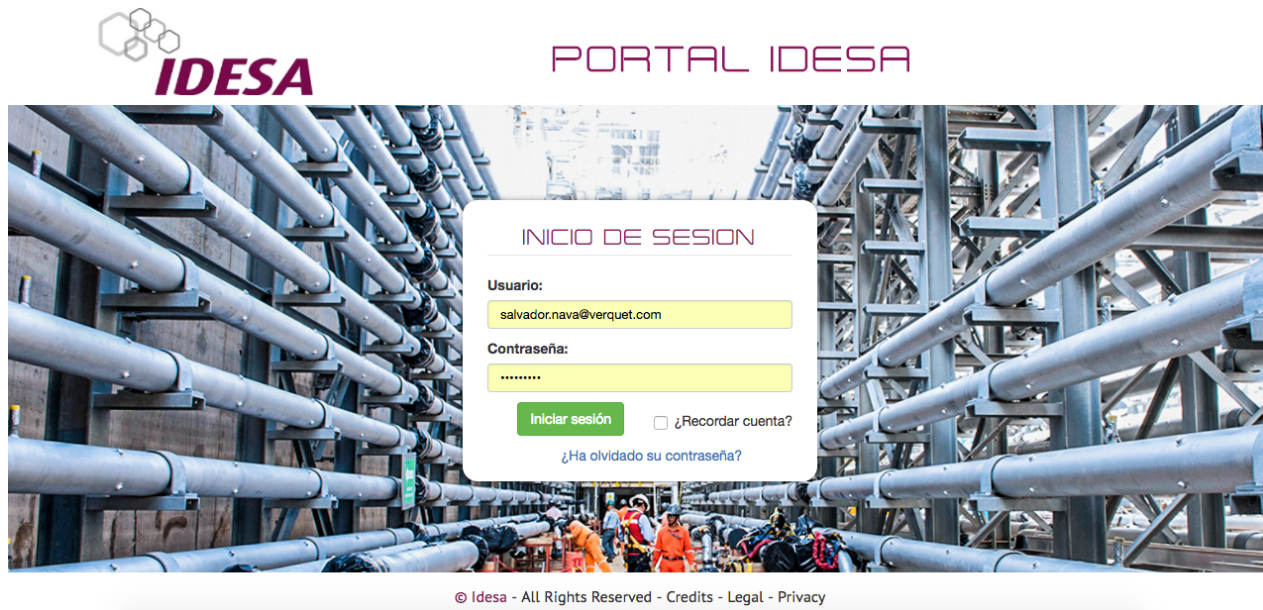 IDESA
PORTAL IDESA
INICIO DE SESION
Usuario:
salvador.nava@verquet.com
Contraseña:
•••••••••
Iniciar sesión
¿Recordar cuenta?
¿Ha olvidado su contraseña?
© Idesa - All Rights Reserved - Credits - Legal - Privacy